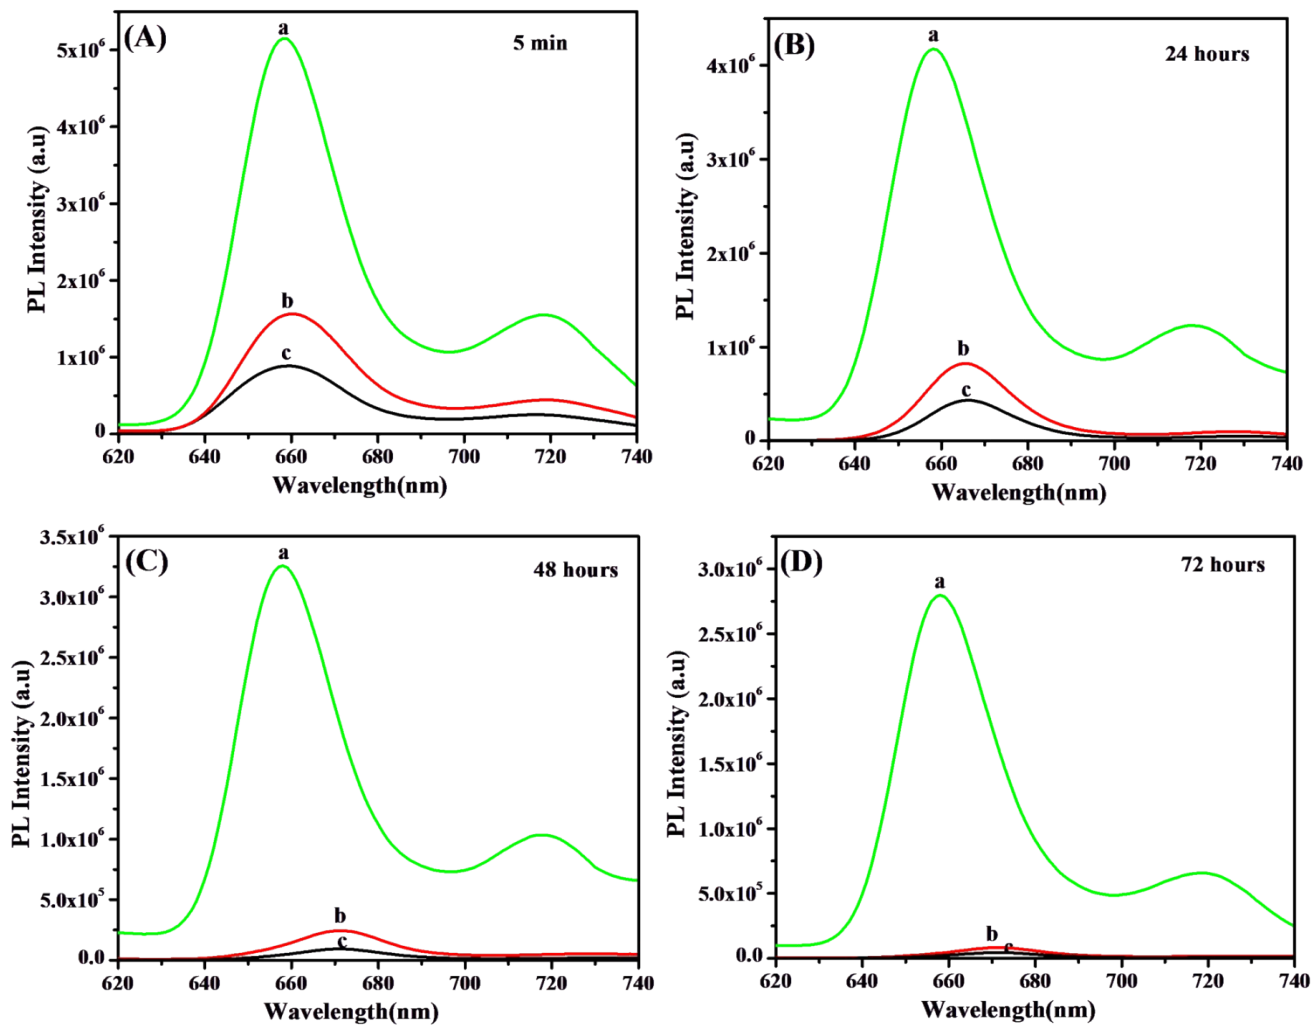 (A)
a
5 min
5x10⁶
4x10⁶
3x10⁶
2x10⁶
1x10⁶
0
b
c
PL Intensity (a.u)
620 640 660 680 700 720 740
Wavelength(nm)
(B)
a
24 hours
4x10⁶
3x10⁶
2x10⁶
1x10⁶
0
b
c
PL Intensity (a.u)
620 640 660 680 700 720 740
Wavelength(nm)
(C)
a
48 hours
3.5x10⁶
3.0x10⁶
2.5x10⁶
2.0x10⁶
1.5x10⁶
1.0x10⁶
5.0x10⁵
0.0
b
c
PL Intensity (a.u)
620 640 660 680 700 720 740
Wavelength(nm)
(D)
a
72 hours
3.0x10⁶
2.5x10⁶
2.0x10⁶
1.5x10⁶
1.0x10⁶
5.0x10⁵
0.0
b
c
PL Intensity (a.u)
620 640 660 680 700 720 740
Wavelength(nm)